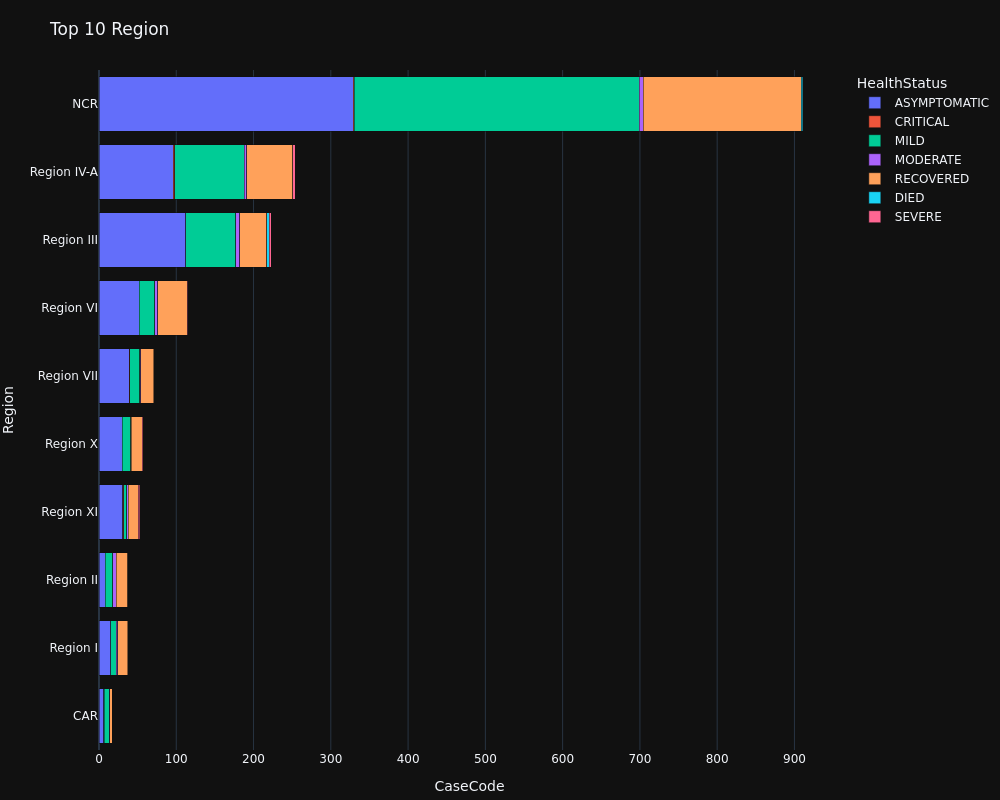 Top 10 Region
HealthStatus
ASYMPTOMATIC
CRITICAL
MILD
MODERATE
RECOVERED
DIED
SEVERE
Region
NCR
Region IV-A
Region III
Region VI
Region VII
Region X
Region XI
Region II
Region I
CAR
0 100 200 300 400 500 600 700 800 900
CaseCode